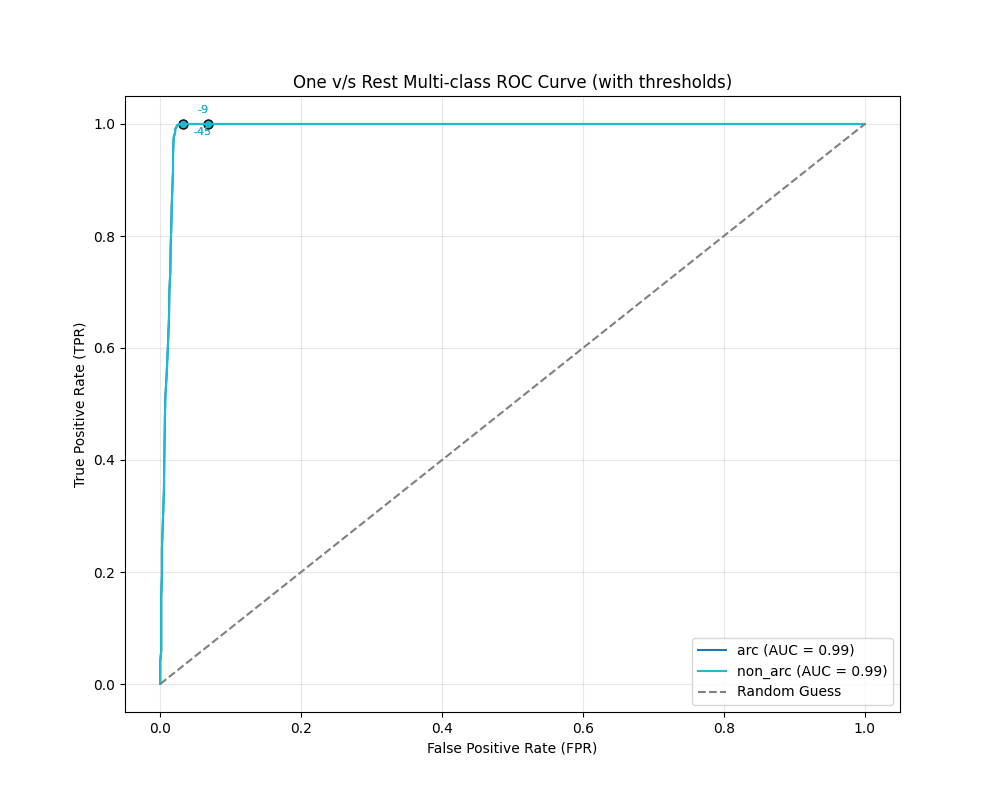 One v/s Rest Multi-class ROC Curve (with thresholds)
-9
-45
1.0
0.8
0.6
0.4
0.2
0.0
True Positive Rate (TPR)
arc (AUC = 0.99)
non_arc (AUC = 0.99)
Random Guess
0.0 0.2 0.4 0.6 0.8 1.0
False Positive Rate (FPR)